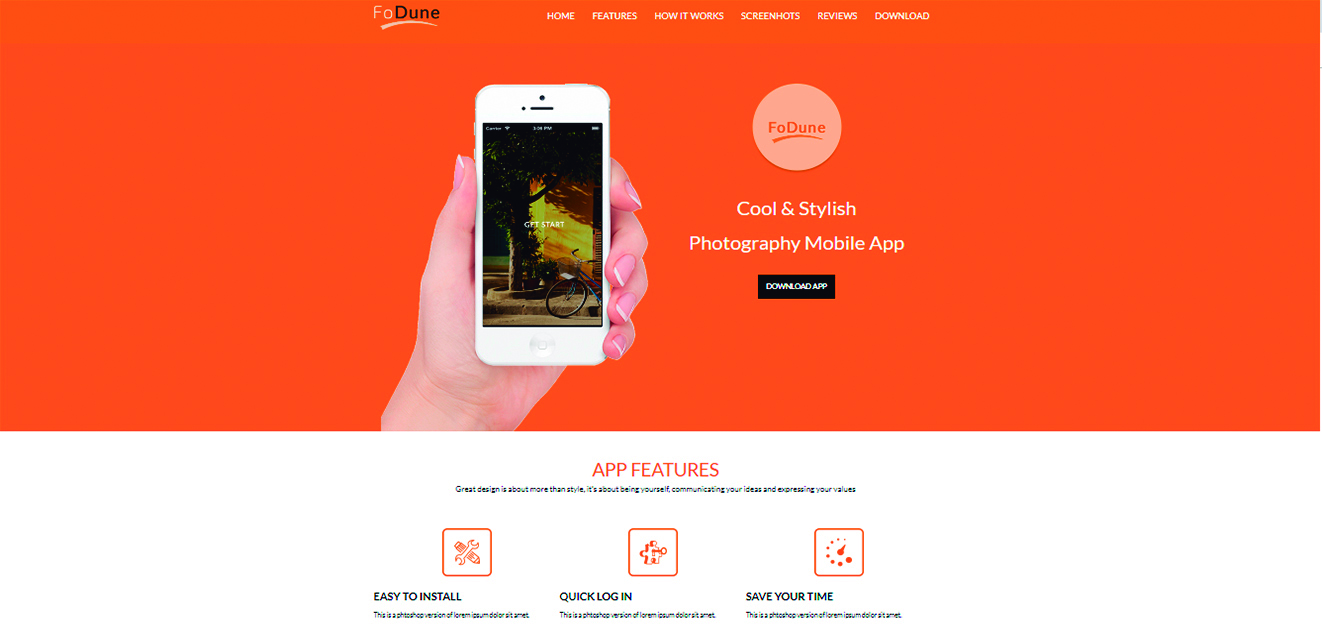 FoDune
HOME FEATURES HOW IT WORKS SCREENHOTS REVIEWS DOWNLOAD
Carrier 3:06 PM
GET START
FoDune
Cool & Stylish
Photography Mobile App
DOWNLOAD APP
APP FEATURES
Great design is about more than style, it's about being yourself, communicating your ideas and expressing your values
EASY TO INSTALL
This is a phtoshop version of lorem ipsum dolor sit amet,
QUICK LOG IN
This is a phtoshop version of lorem ipsum dolor sit amet,
SAVE YOUR TIME
This is a phtoshop version of lorem ipsum dolor sit amet,